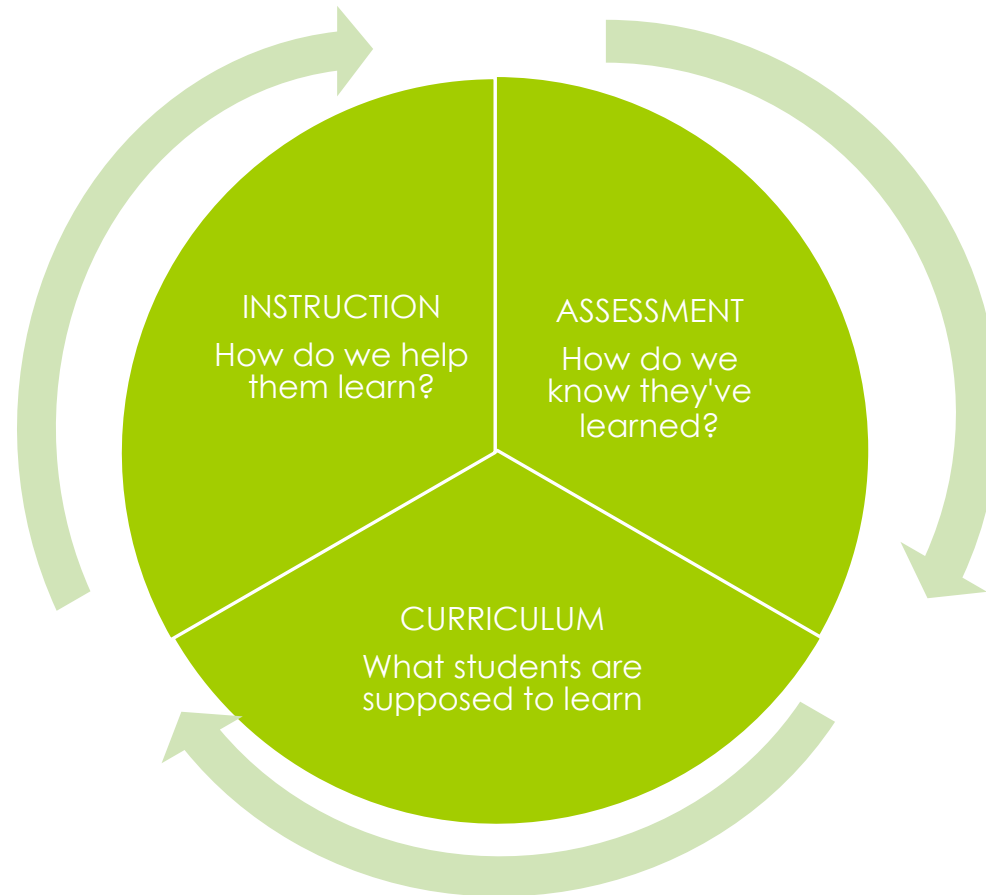 INSTRUCTION
How do we help
them learn?
ASSESSMENT
How do we
know they've
learned?
CURRICULUM
What students are
supposed to learn